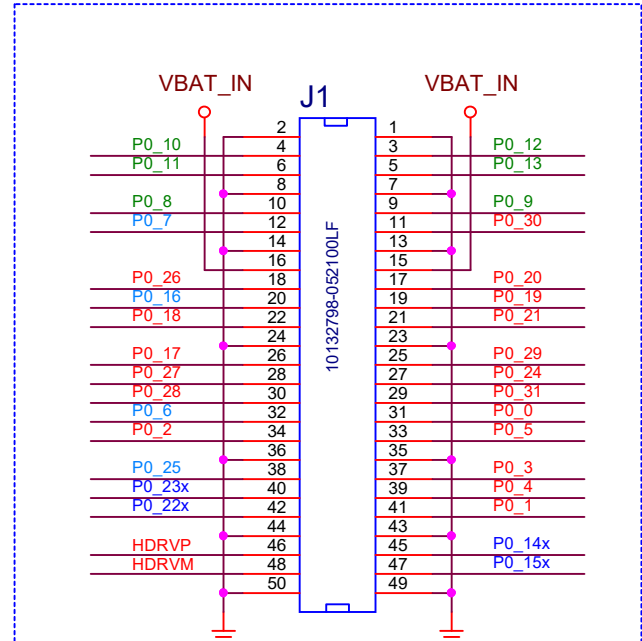 VBAT_IN VBAT_IN
J1
2 1
P0_10 4 3 P0_12
P0_11 6 5 P0_13
8 7
P0_8 10 9 P0_9
P0_7 12 11 P0_30
14 13
16 15
P0_26 18 17 P0_20
P0_16 20 19 P0_19
P0_18 22 21 P0_21
24 23
P0_17 26 25 P0_29
P0_27 28 27 P0_24
P0_28 30 29 P0_31
P0_6 32 31 P0_0
P0_2 34 33 P0_5
36 35
P0_25 38 37 P0_3
P0_23x 40 39 P0_4
P0_22x 42 41 P0_1
44 43
HDRVP 46 45 P0_14x
HDRVM 48 47 P0_15x
50 49
10132798-052100LF